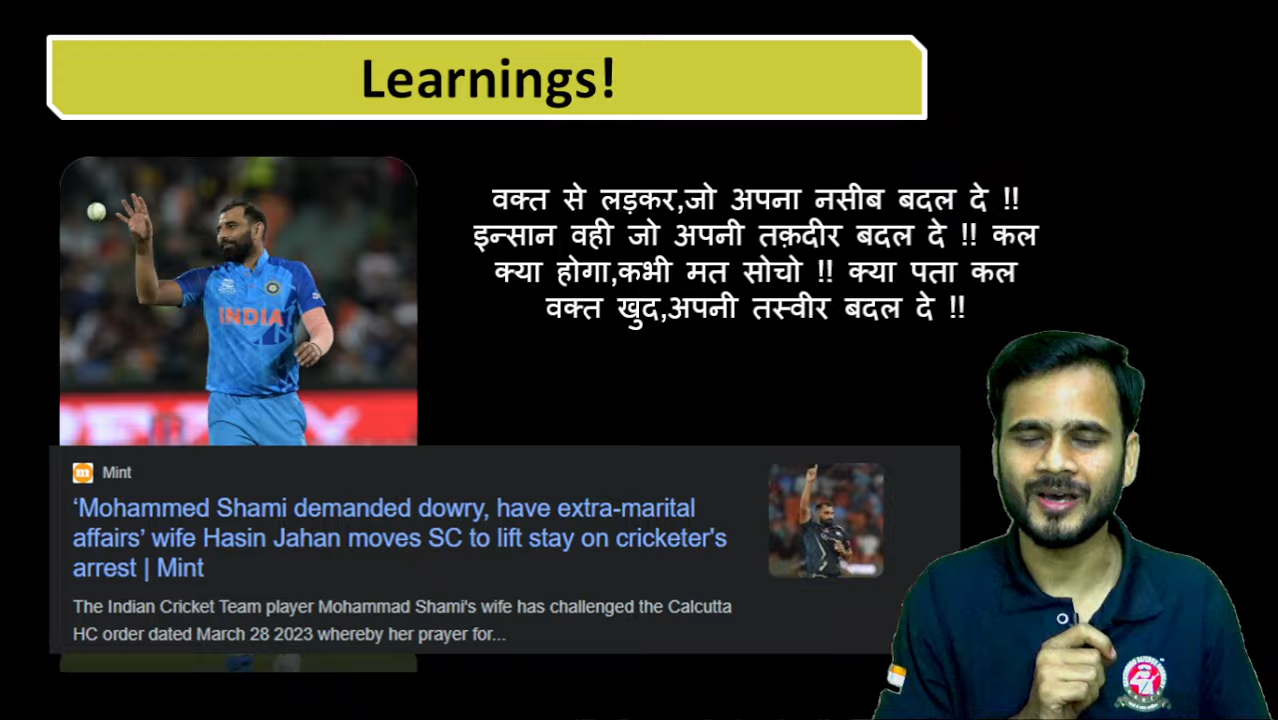 Learnings!
वक्त से लड़कर,जो अपना नसीब बदल दे !!
इन्सान वही जो अपनी तक़दीर बदल दे !! कल
क्या होगा,कभी मत सोचो !! क्या पता कल
वक्त खुद,अपनी तस्वीर बदल दे !!
INDIA
Mint
‘Mohammed Shami demanded dowry, have extra-marital
affairs’ wife Hasin Jahan moves SC to lift stay on cricketer's
arrest | Mint
The Indian Cricket Team player Mohammad Shami's wife has challenged the Calcutta
HC order dated March 28 2023 whereby her prayer for...